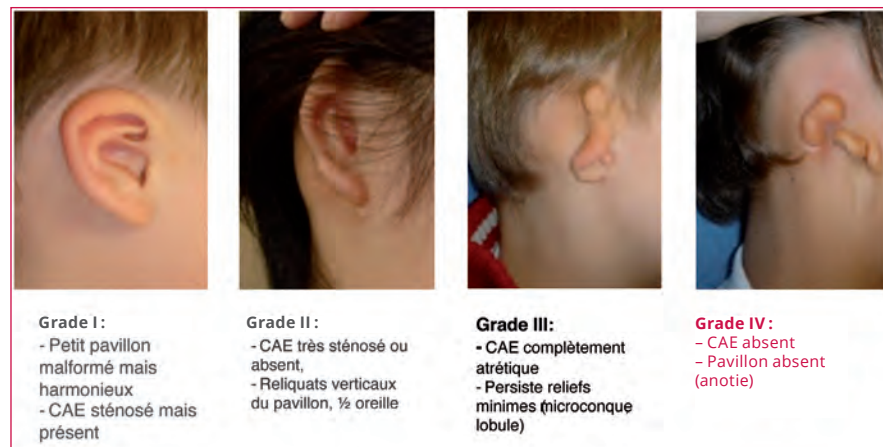 Grade I :
- Petit pavillon
malformé mais
harmonieux
- CAE sténosé mais
présent
Grade II :
- CAE très sténosé ou
absent,
- Reliquats verticaux
du pavillon, ½ oreille
Grade III:
- CAE complètement
atrétique
- Persiste reliefs
minimes (microconque
lobule)
Grade IV :
– CAE absent
– Pavillon absent
(anotie)